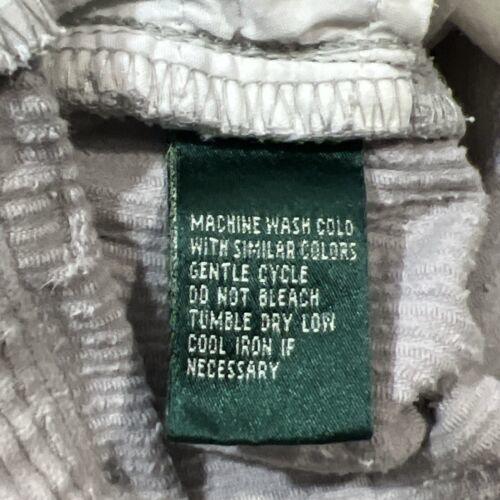 MACHINE WASH COLD
WITH SIMILAR COLORS
GENTLE CYCLE
DO NOT BLEACH
TUMBLE DRY LOW
COOL IRON IF
NECESSARY